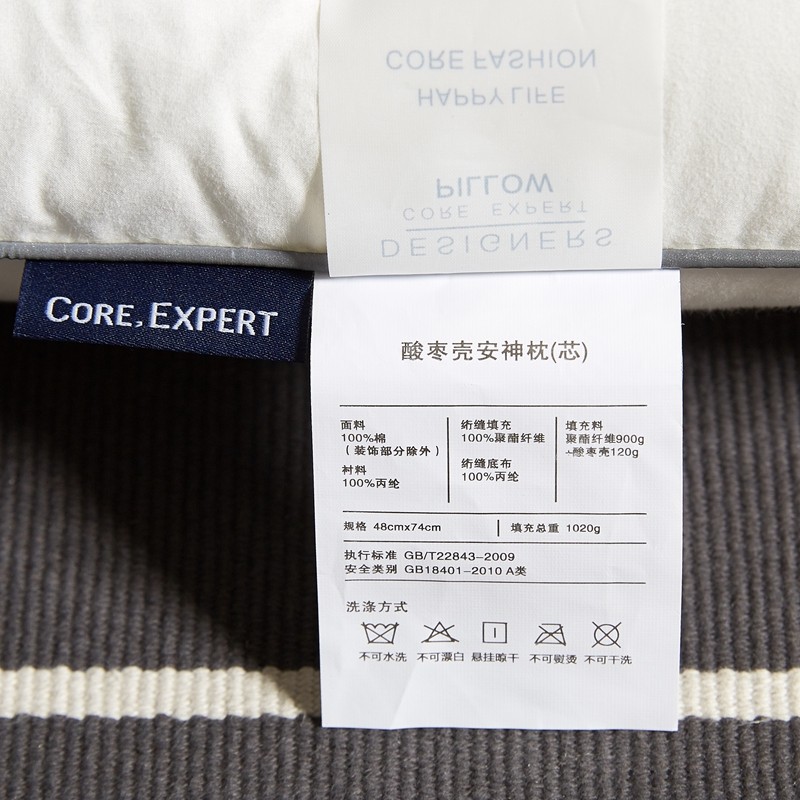 CORE FASHION
HAPPY LIFE
PILLOW
CORE EXPERT
DESIGNERS
CORE, EXPERT
酸枣壳安神枕(芯)
面料
100%棉
(装饰部分除外)
衬料
100%丙纶
绗缝填充
100%聚酯纤维
绗缝底布
100%丙纶
填充料
聚酯纤维900g
酸枣壳120g
规格 48cmx74cm
填充总重 1020g
执行标准 GB/T22843-2009
安全类别 GB18401-2010 A类
洗涤方式
不可水洗 不可漂白 悬挂晾干 不可熨烫 不可干洗